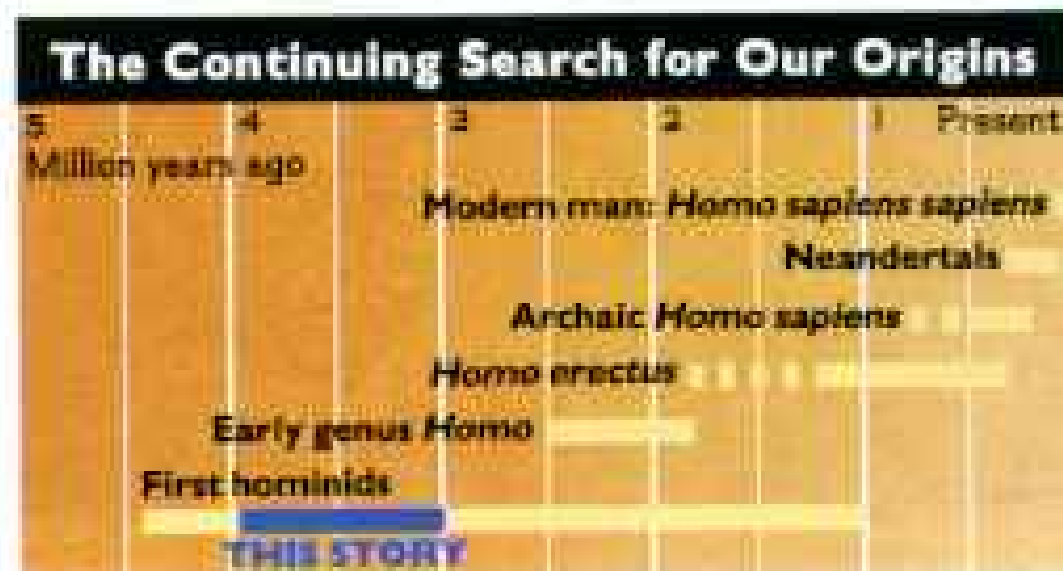 The Continuing Search for Our Origins
5 4 3 2 1 Present
Million years ago
Modern man: Homo sapiens sapiens
Neandertals
Archaic Homo sapiens
Homo erectus
Early genus Homo
First hominids
THIS STORY